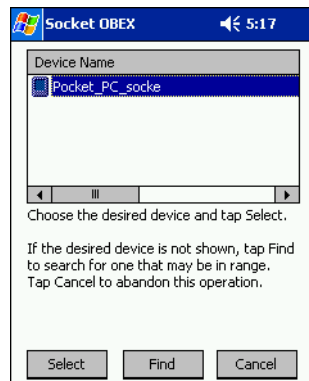 Socket OBEX 5:17
Device Name
Pocket_PC_socke
Choose the desired device and tap Select.
If the desired device is not shown, tap Find
to search for one that may be in range.
Tap Cancel to abandon this operation.
Select Find Cancel